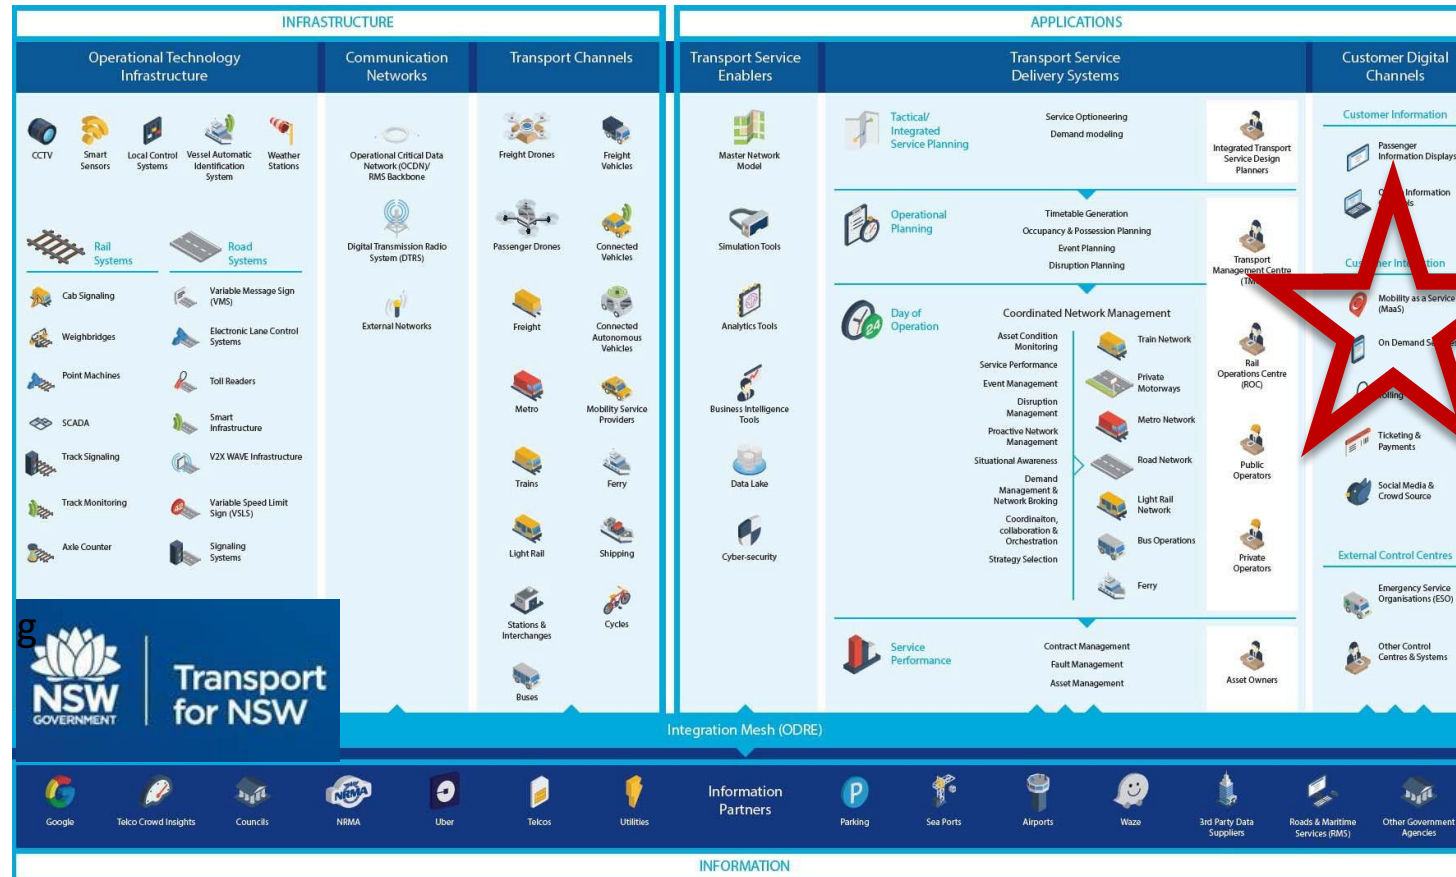 INFRASTRUCTURE
APPLICATIONS
Operational Technology
Infrastructure
Communication
Networks
Transport Channels
Transport Service
Enablers
Transport Service
Delivery Systems
Customer Digital
Channels
CCTV
Smart
Sensors
Local Control
Systems
Vessel Automatic
Identification
System
Weather
Stations
Rail
Systems
Road
Systems
Cab Signaling
Weighbridges
Point Machines
SCADA
Track Signaling
Track Monitoring
Axle Counter
Variable Message Sign
(VMS)
Electronic Lane Control
Systems
Toll Readers
Smart
Infrastructure
V2X WAVE Infrastructure
Variable Speed Limit
Sign (VSLS)
Signaling
Systems
Operational Critical Data
Network (OCDN)/
RMS Backbone
Digital Transmission Radio
System (DTRS)
External Networks
Freight Drones
Freight
Vehicles
Passenger Drones
Connected
Vehicles
Freight
Connected
Autonomous
Vehicles
Metro
Mobility Service
Providers
Trains
Ferry
Light Rail
Shipping
Stations &
Interchanges
Cycles
Buses
Master Network
Model
Simulation Tools
Analytics Tools
Business Intelligence
Tools
Data Lake
Cyber-security
Tactical/
Integrated
Service Planning
Service Optioneering
Demand modeling
Integrated Transport
Service Design
Planners
Operational
Planning
Timetable Generation
Occupancy & Possession Planning
Event Planning
Disruption Planning
Transport
Management Centre
Day of
Operation
24
Coordinated Network Management
Asset Condition
Monitoring
Service Performance
Event Management
Disruption
Management
Proactive Network
Management
Situational Awareness
Demand
Management &
Network Broking
Coordinaiton,
collaboration &
Orchestration
Strategy Selection
Train Network
Private
Motorways
Metro Network
Road Network
Light Rail
Network
Bus Operations
Ferry
Rail
Operations Centre
(ROC)
Public
Operators
Private
Operators
Service
Performance
Contract Management
Fault Management
Asset Management
Asset Owners
Customer Information
Passenger
Information Displays
Information
Mobility as a Service
(MaaS)
On Demand
Ticketing &
Payments
Social Media &
Crowd Source
External Control Centres
Emergency Service
Organisations (ESO)
Other Control
Centres & Systems
g
NSW
GOVERNMENT
Transport
for NSW
Integration Mesh (ODRE)
Google
Telco Crowd Insights
Councils
NRMA
NRMA
Uber
Telcos
Utilities
Information
Partners
P
Parking
Sea Ports
Airports
Waze
3rd Party Data
Suppliers
Roads & Maritime
Services (RMS)
Other Government
Agencies
INFORMATION